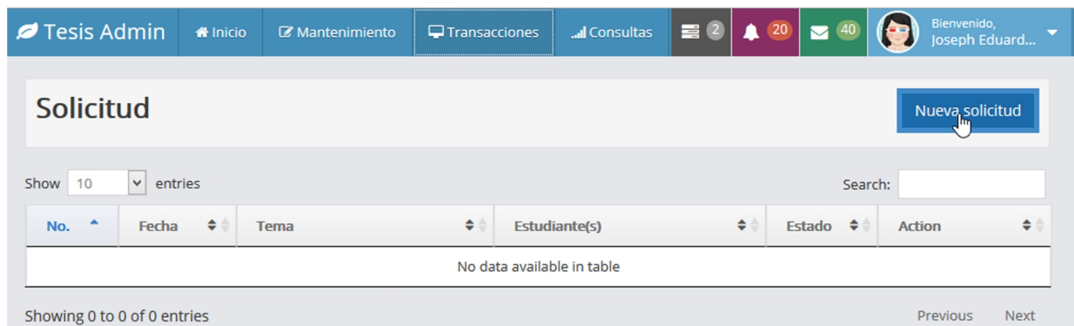 Tesis Admin Inicio Mantenimiento Transacciones Consultas 2 20 40 Bienvenido,
Joseph Eduard...
Solicitud Nueva solicitud
Show 10 entries Search:
No. Fecha Tema Estudiante(s) Estado Action
No data available in table
Showing 0 to 0 of 0 entries Previous Next